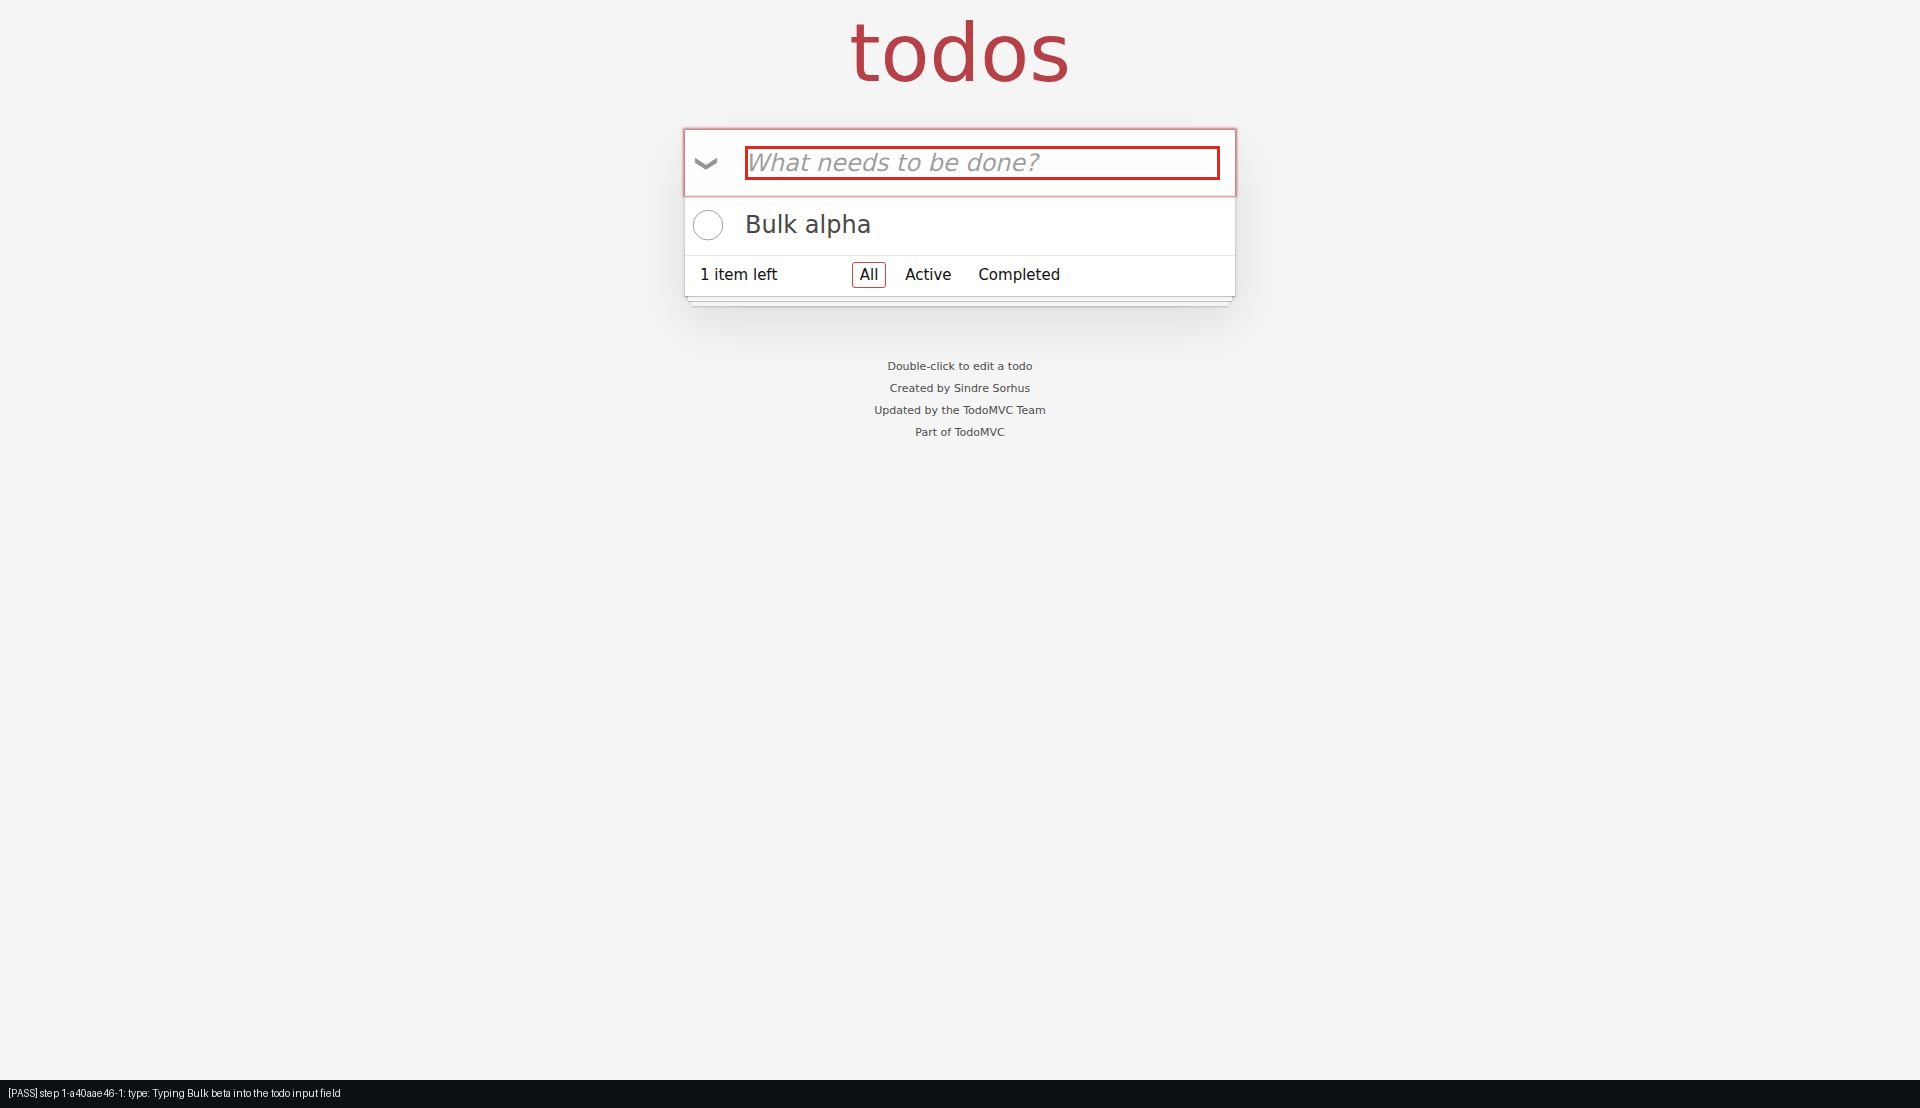 todos
What needs to be done?
Bulk alpha
1 item left All Active Completed
Double-click to edit a todo
Created by Sindre Sorhus
Updated by the TodoMVC Team
Part of TodoMVC
[PASS] step 1-a40aae46-1: type: Typing Bulk beta into the todo input field